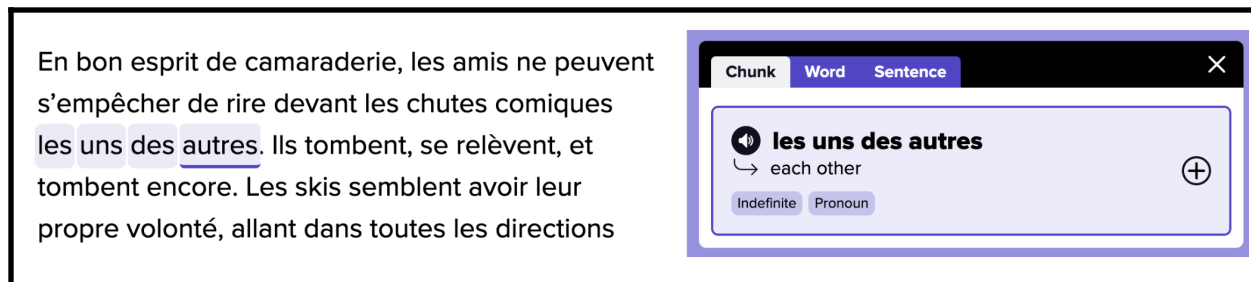 En bon esprit de camaraderie, les amis ne peuvent
s'empêcher de rire devant les chutes comiques
les uns des autres. Ils tombent, se relèvent, et
tombent encore. Les skis semblent avoir leur
propre volonté, allant dans toutes les directions
Chunk Word Sentence
les uns des autres
each other
Indefinite Pronoun